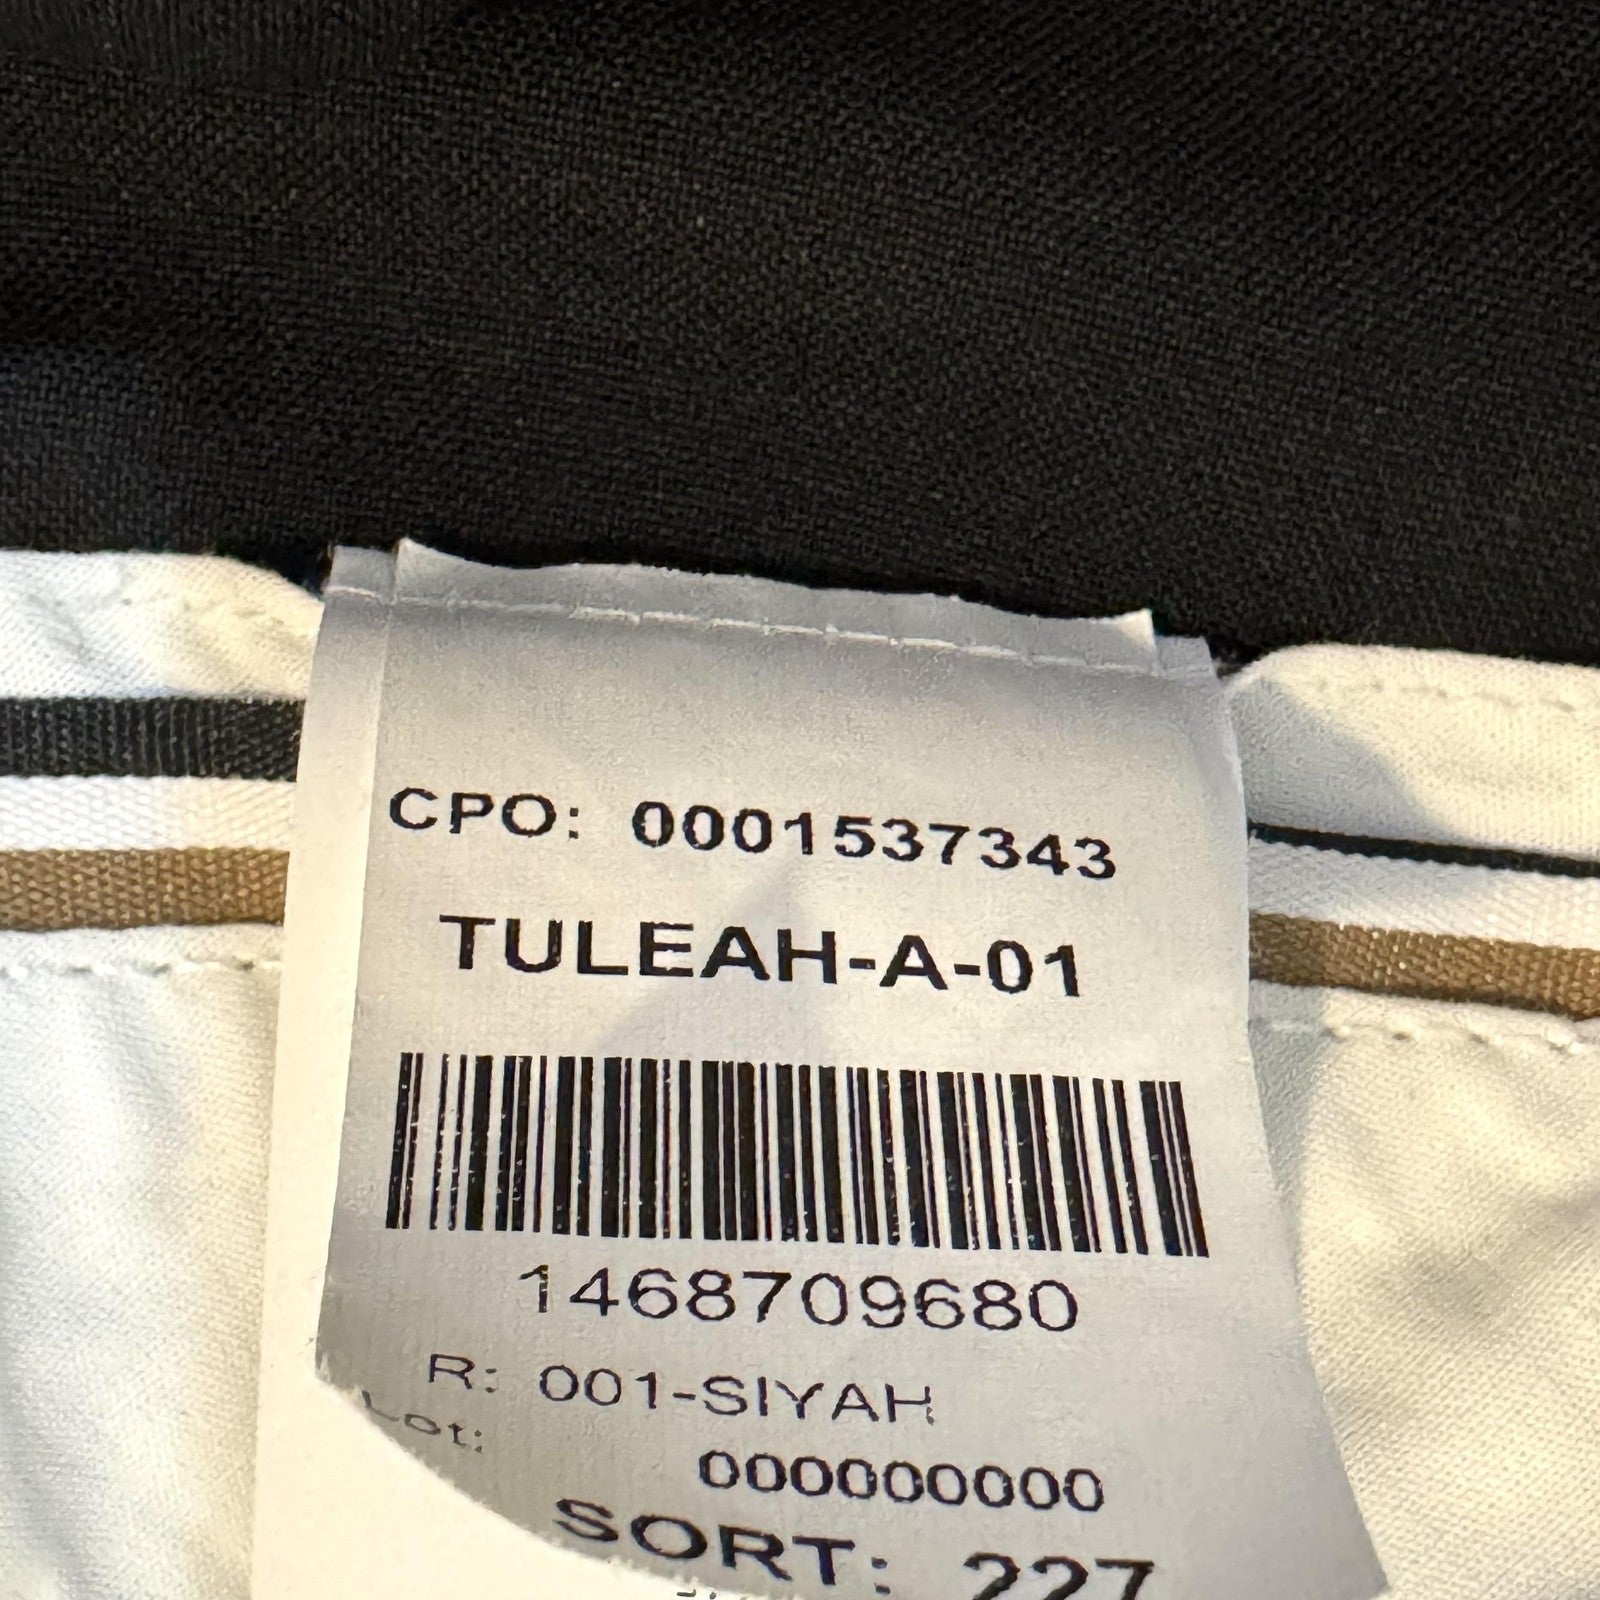 CPO: 0001537343
TULEAH-A-01
1468709680
R: 001-SIYAH
Lot:
000000000
SORT: 227